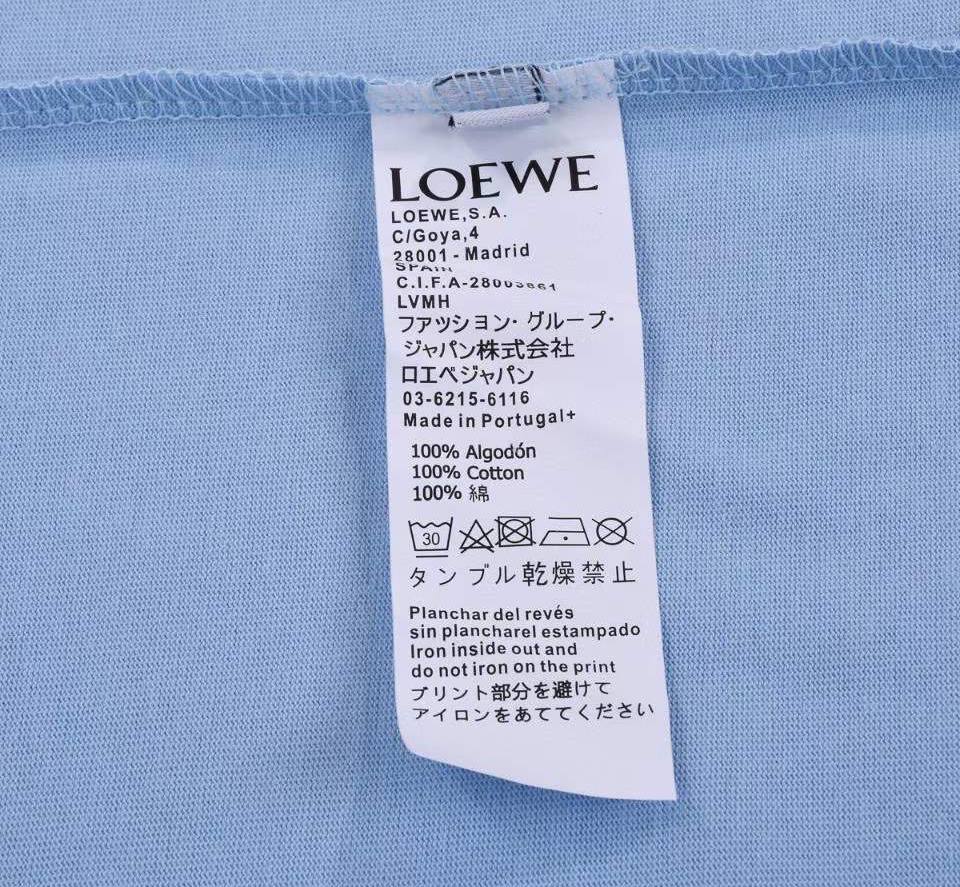 LOEWE
LOEWE,S.A.
C/Goya,4
28001 - Madrid
SPAIN
C.I.F.A-28003861
LVMH
ファッション・グループ・
ジャパン株式会社
ロエベジャパン
03-6215-6116
Made in Portugal+
100% Algodón
100% Cotton
100% 綿
30
タンブル乾燥禁止
Planchar del revés
sin plancharel estampado
Iron inside out and
do not iron on the print
プリント部分を避けて
アイロンをあててください